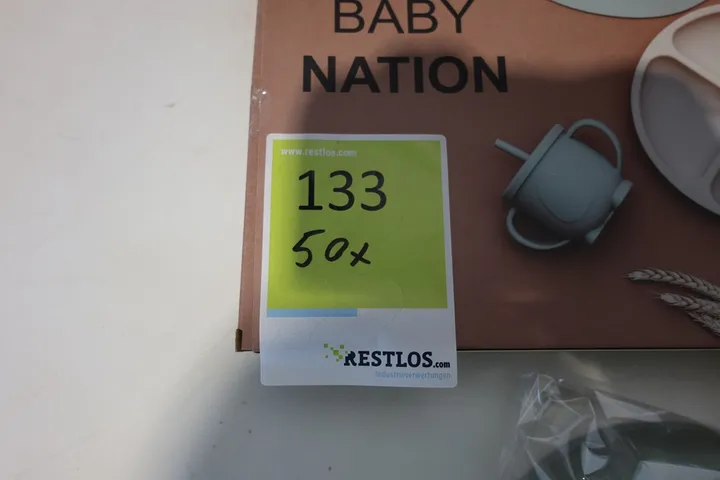 BABY
NATION
www.restlos.com
133
50x
RESTLOS.com
Industrieverwertungen